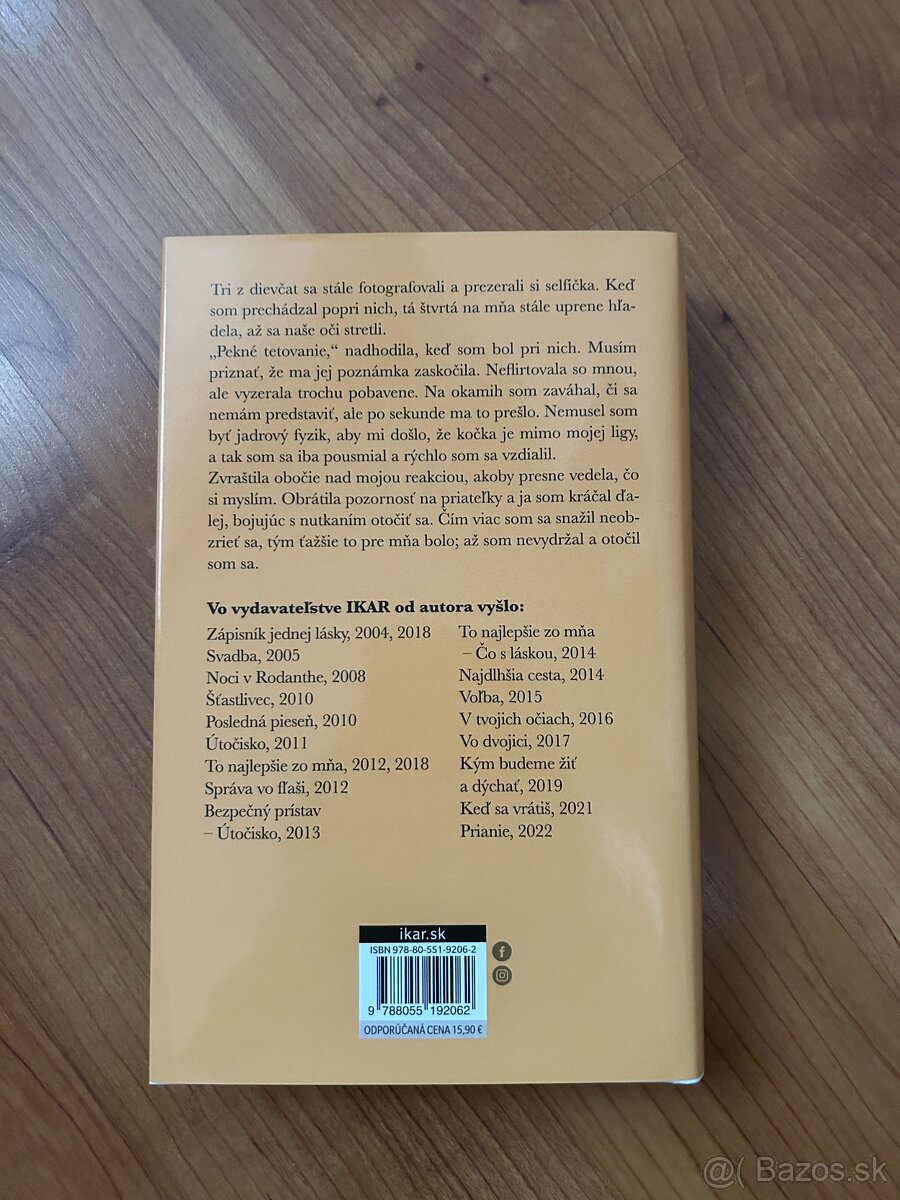 Tri z dievčat sa stále fotografovali a prezerali si selfíčka. Keď
som prechádzal popri nich, tá štvrtá na mňa stále uprene hľa-
dela, až sa naše oči stretli.
„Pekné tetovanie,“ nadhodila, keď som bol pri nich. Musím
priznať, že ma jej poznámka zaskočila. Neflirtovala so mnou,
ale vyzerala trochu pobavene. Na okamih som zaváhal, či sa
nemám predstaviť, ale po sekunde ma to prešlo. Nemusel som
byť jadrový fyzik, aby mi došlo, že kočka je mimo mojej ligy,
a tak som sa iba pousmial a rýchlo som sa vzdialil.
Zvraštila obočie nad mojou reakciou, akoby presne vedela, čo
si myslím. Obrátila pozornosť na priateľky a ja som kráčal ďa-
lej, bojujúc s nutkaním otočiť sa. Čím viac som sa snažil neob-
zrieť sa, tým ťažšie to pre mňa bolo; až som nevydržal a otočil
som sa.
Vo vydavateľstve IKAR od autora vyšlo:
Zápisník jednej lásky, 2004, 2018
Svadba, 2005
Noci v Rodanthe, 2008
Šťastlivec, 2010
Posledná pieseň, 2010
Útočisko, 2011
To najlepšie zo mňa, 2012, 2018
Správa vo fľaši, 2012
Bezpečný prístav
– Útočisko, 2013
To najlepšie zo mňa
– Čo s láskou, 2014
Najdlhšia cesta, 2014
Voľba, 2015
V tvojich očiach, 2016
Vo dvojici, 2017
Kým budeme žiť
a dýchať, 2019
Keď sa vrátiš, 2021
Prianie, 2022
ikar.sk
ISBN 978-80-551-9206-2
9 788055 192062
ODPORÚČANÁ CENA 15,90 €
@( Bazos.sk